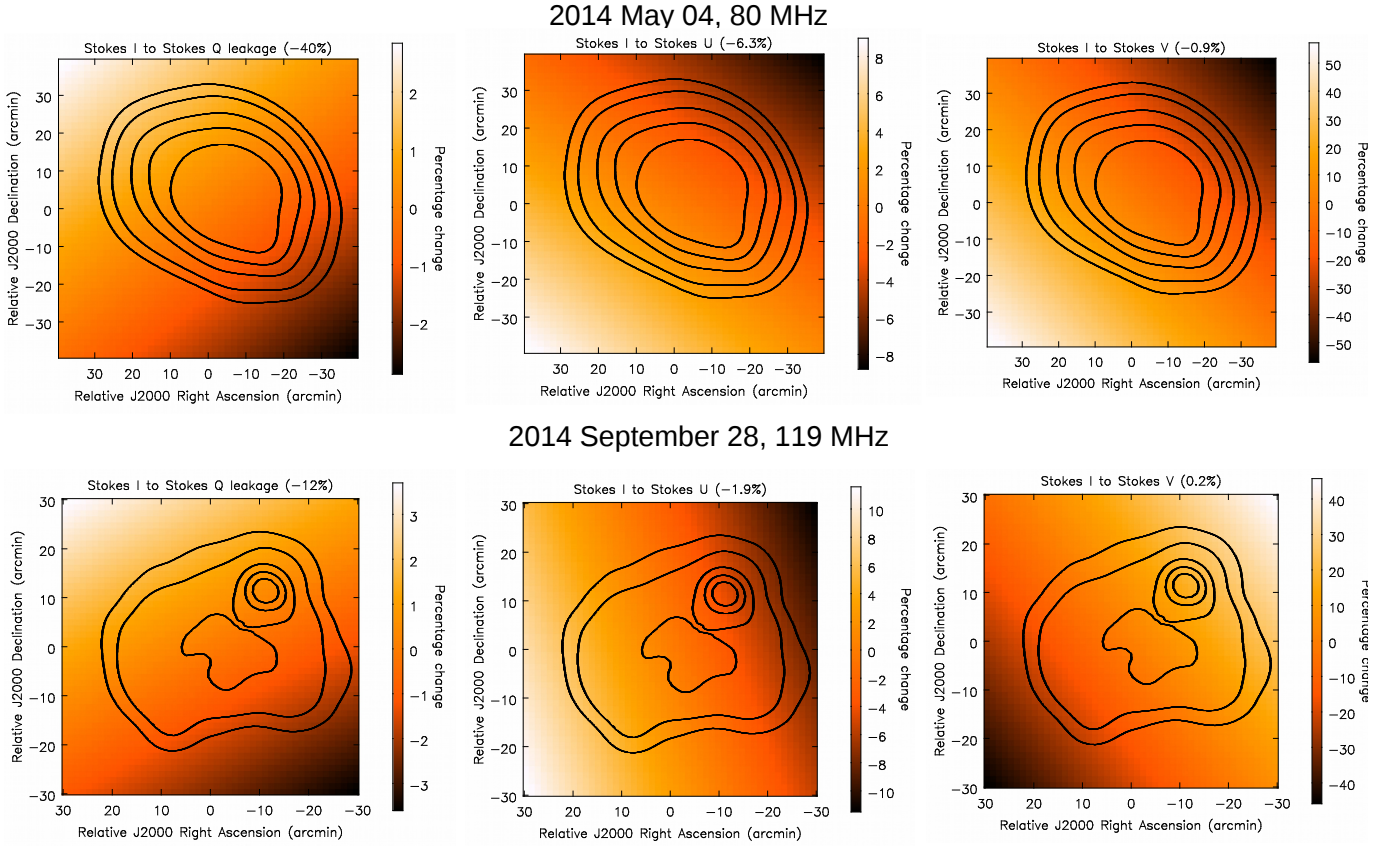 2014 May 04, 80 MHz
Stokes I to Stokes Q leakage (−40%)
30
20
10
0
−10
−20
−30
30 20 10 0 −10 −20 −30
Relative J2000 Right Ascension (arcmin)
Relative J2000 Declination (arcmin)
2
1
0
−1
−2
Percentage change
Stokes I to Stokes U (−6.3%)
30
20
10
0
−10
−20
−30
30 20 10 0 −10 −20 −30
Relative J2000 Right Ascension (arcmin)
Relative J2000 Declination (arcmin)
8
6
4
2
0
−2
−4
−6
−8
Percentage change
Stokes I to Stokes V (−0.9%)
30
20
10
0
−10
−20
−30
30 20 10 0 −10 −20 −30
Relative J2000 Right Ascension (arcmin)
Relative J2000 Declination (arcmin)
50
40
30
20
10
0
−10
−20
−30
−40
−50
Percentage change
2014 September 28, 119 MHz
Stokes I to Stokes Q leakage (−12%)
30
20
10
0
−10
−20
−30
30 20 10 0 −10 −20 −30
Relative J2000 Right Ascension (arcmin)
Relative J2000 Declination (arcmin)
3
2
1
0
−1
−2
−3
Percentage change
Stokes I to Stokes U (−1.9%)
30
20
10
0
−10
−20
−30
30 20 10 0 −10 −20 −30
Relative J2000 Right Ascension (arcmin)
Relative J2000 Declination (arcmin)
10
8
6
4
2
0
−2
−4
−6
−8
−10
Percentage change
Stokes I to Stokes V (0.2%)
30
20
10
0
−10
−20
−30
30 20 10 0 −10 −20 −30
Relative J2000 Right Ascension (arcmin)
Relative J2000 Declination (arcmin)
40
30
20
10
0
−10
−20
−30
−40
Percentage change